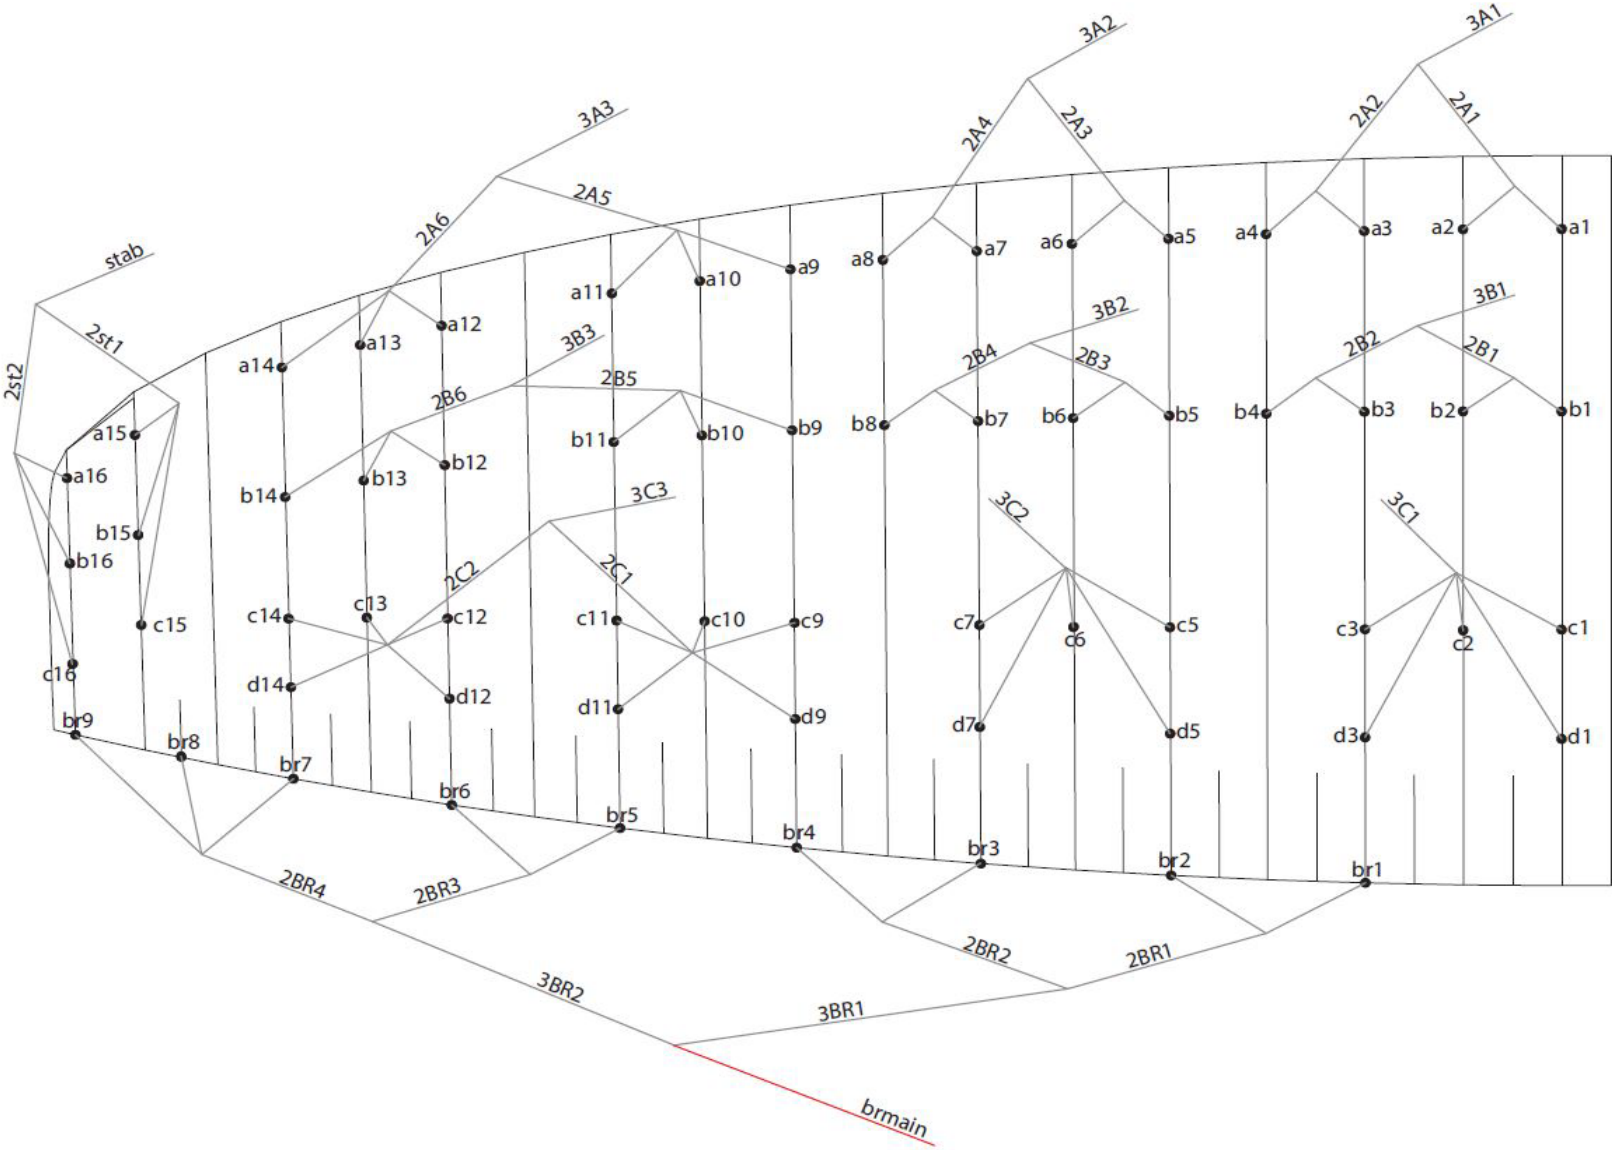 3A2 3A1
2A4 2A3 2A2 2A1
3A3
2A5
2A6
stab
2st1
2st2
a14 a13 a12 a11 a10 a9 a8 a7 a6 a5 a4 a3 a2 a1
3B3 3B2 3B1
2B6 2B5 2B4 2B3 2B2 2B1
a15
a16
b14 b13 b12 b11 b10 b9 b8 b7 b6 b5 b4 b3 b2 b1
b15
b16
3C3 3C2 3C1
2C2 2C1
c16 c15 c14 c13 c12 c11 c10 c9 c7 c6 c5 c3 c2 c1
d14 d12 d11 d9 d7 d5 d3 d1
br9 br8 br7 br6 br5 br4 br3 br2 br1
2BR4 2BR3 2BR2 2BR1
3BR2 3BR1
brmain